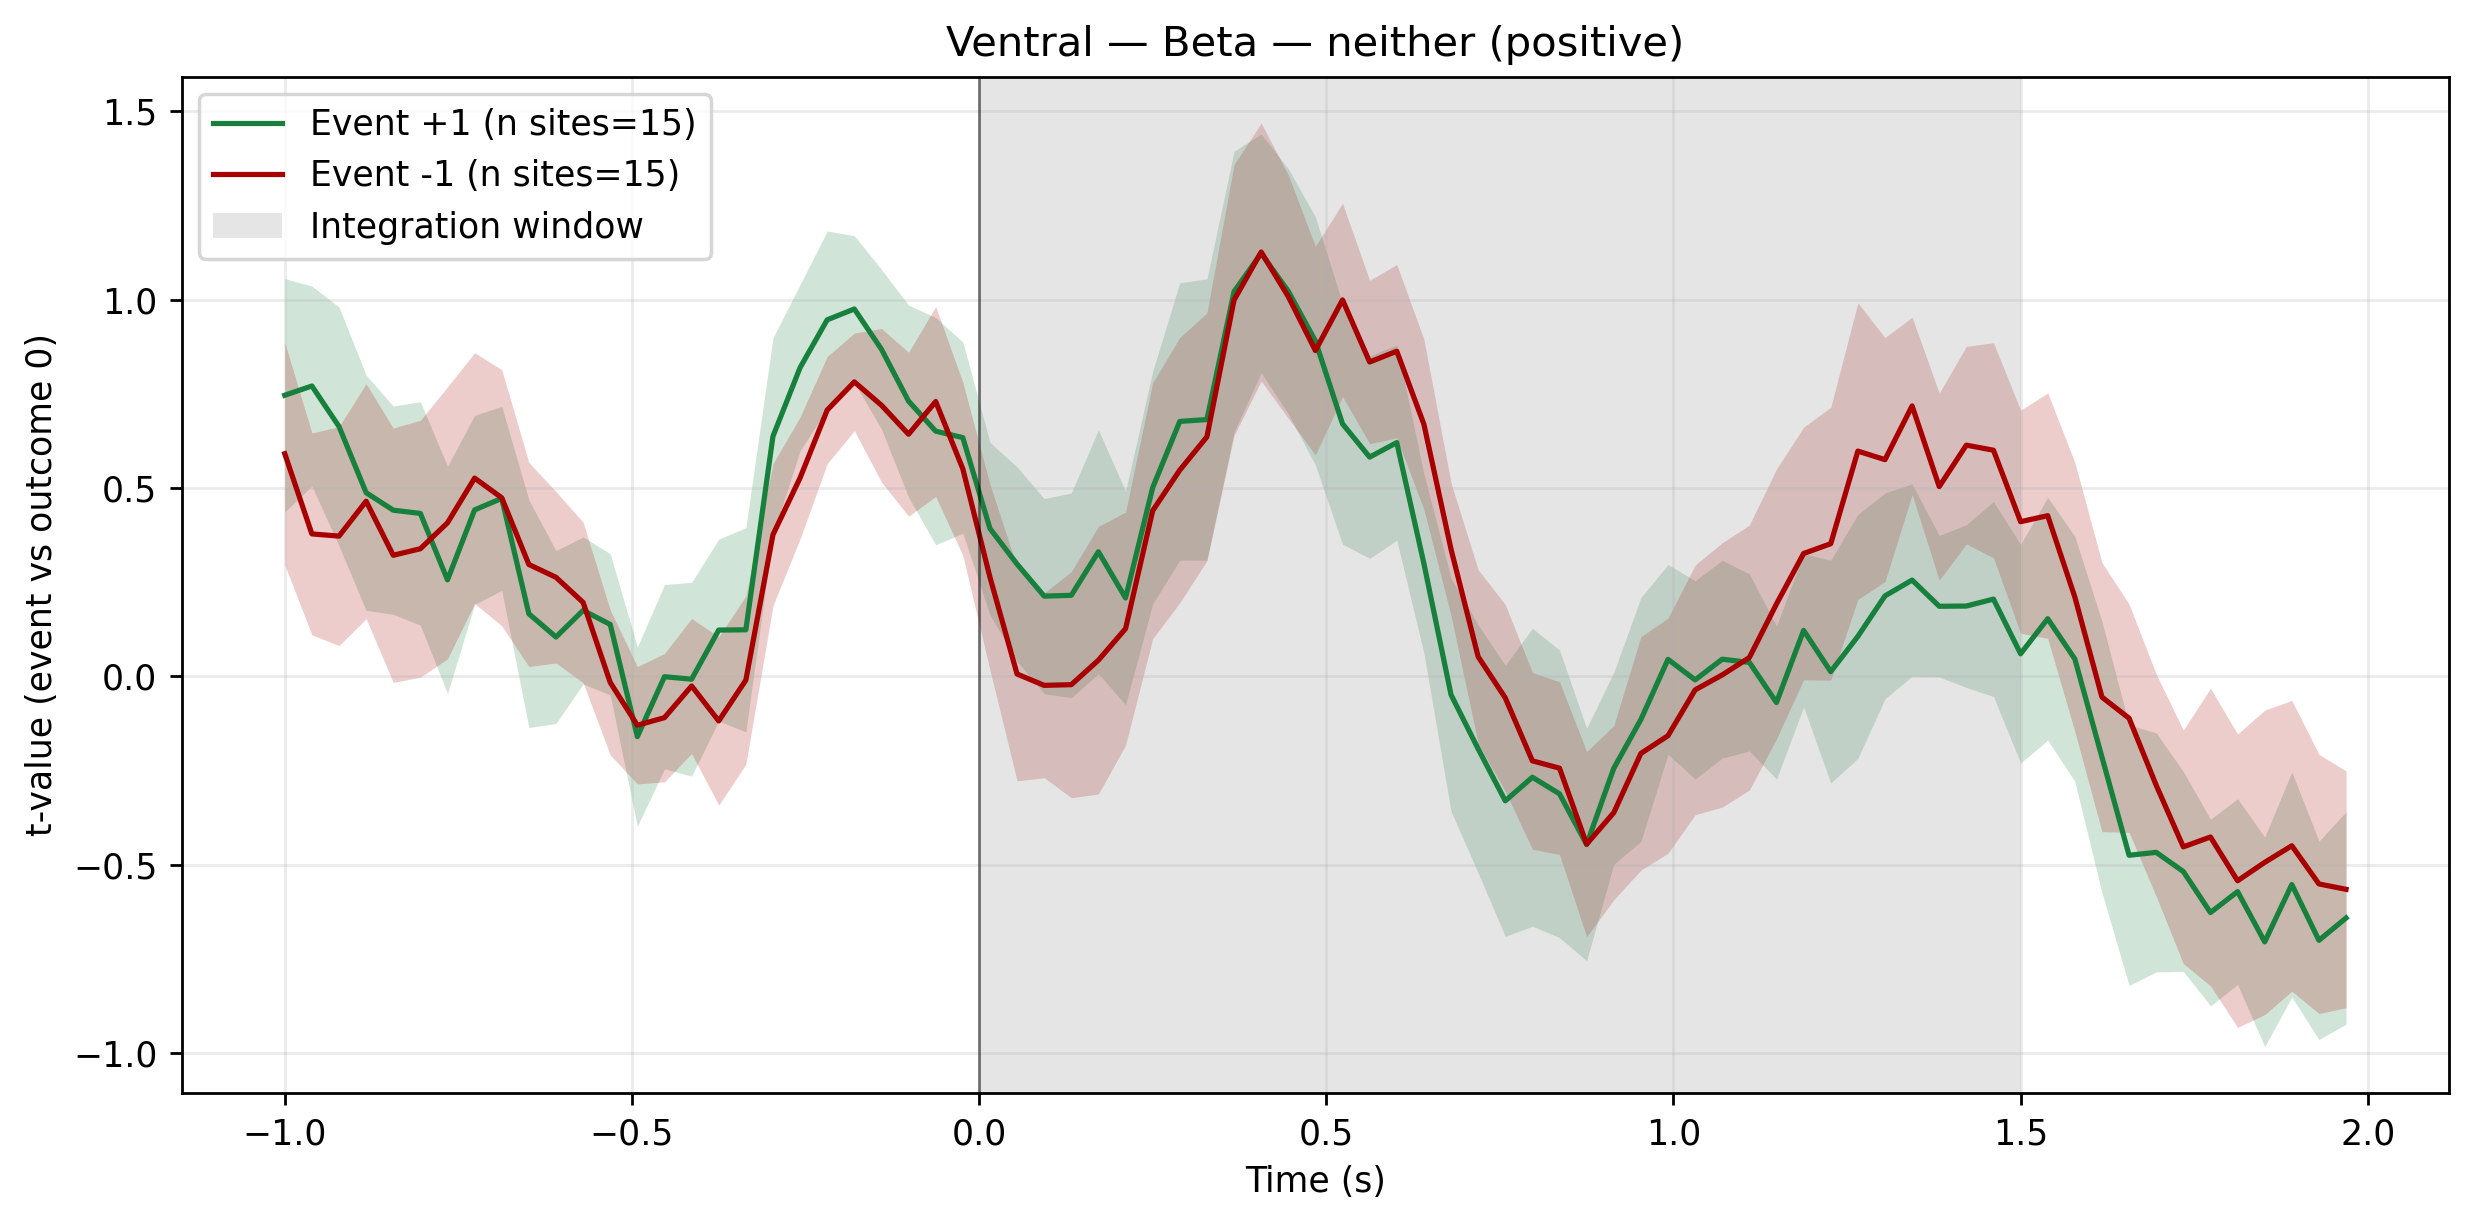 Ventral — Beta — neither (positive)
Event +1 (n sites=15)
Event -1 (n sites=15)
Integration window
t-value (event vs outcome 0)
1.5
1.0
0.5
0.0
−0.5
−1.0
−1.0
−0.5
0.0
0.5
1.0
1.5
2.0
Time (s)